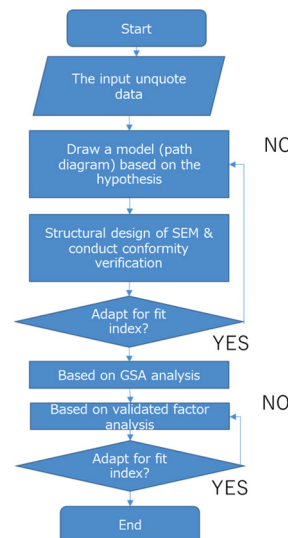 Start
The input unquote
data
NO
Draw a model (path
diagram) based on the
hypothesis
Structural design of SEM &
conduct conformity
verification
Adapt for fit
index?
YES
Based on GSA analysis
NO
Based on validated factor
analysis
Adapt for fit
index?
YES
End